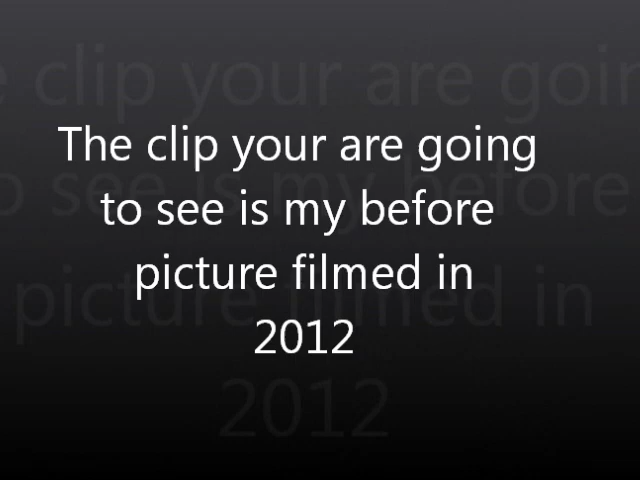 The clip your are going
to see is my before
picture filmed in
2012